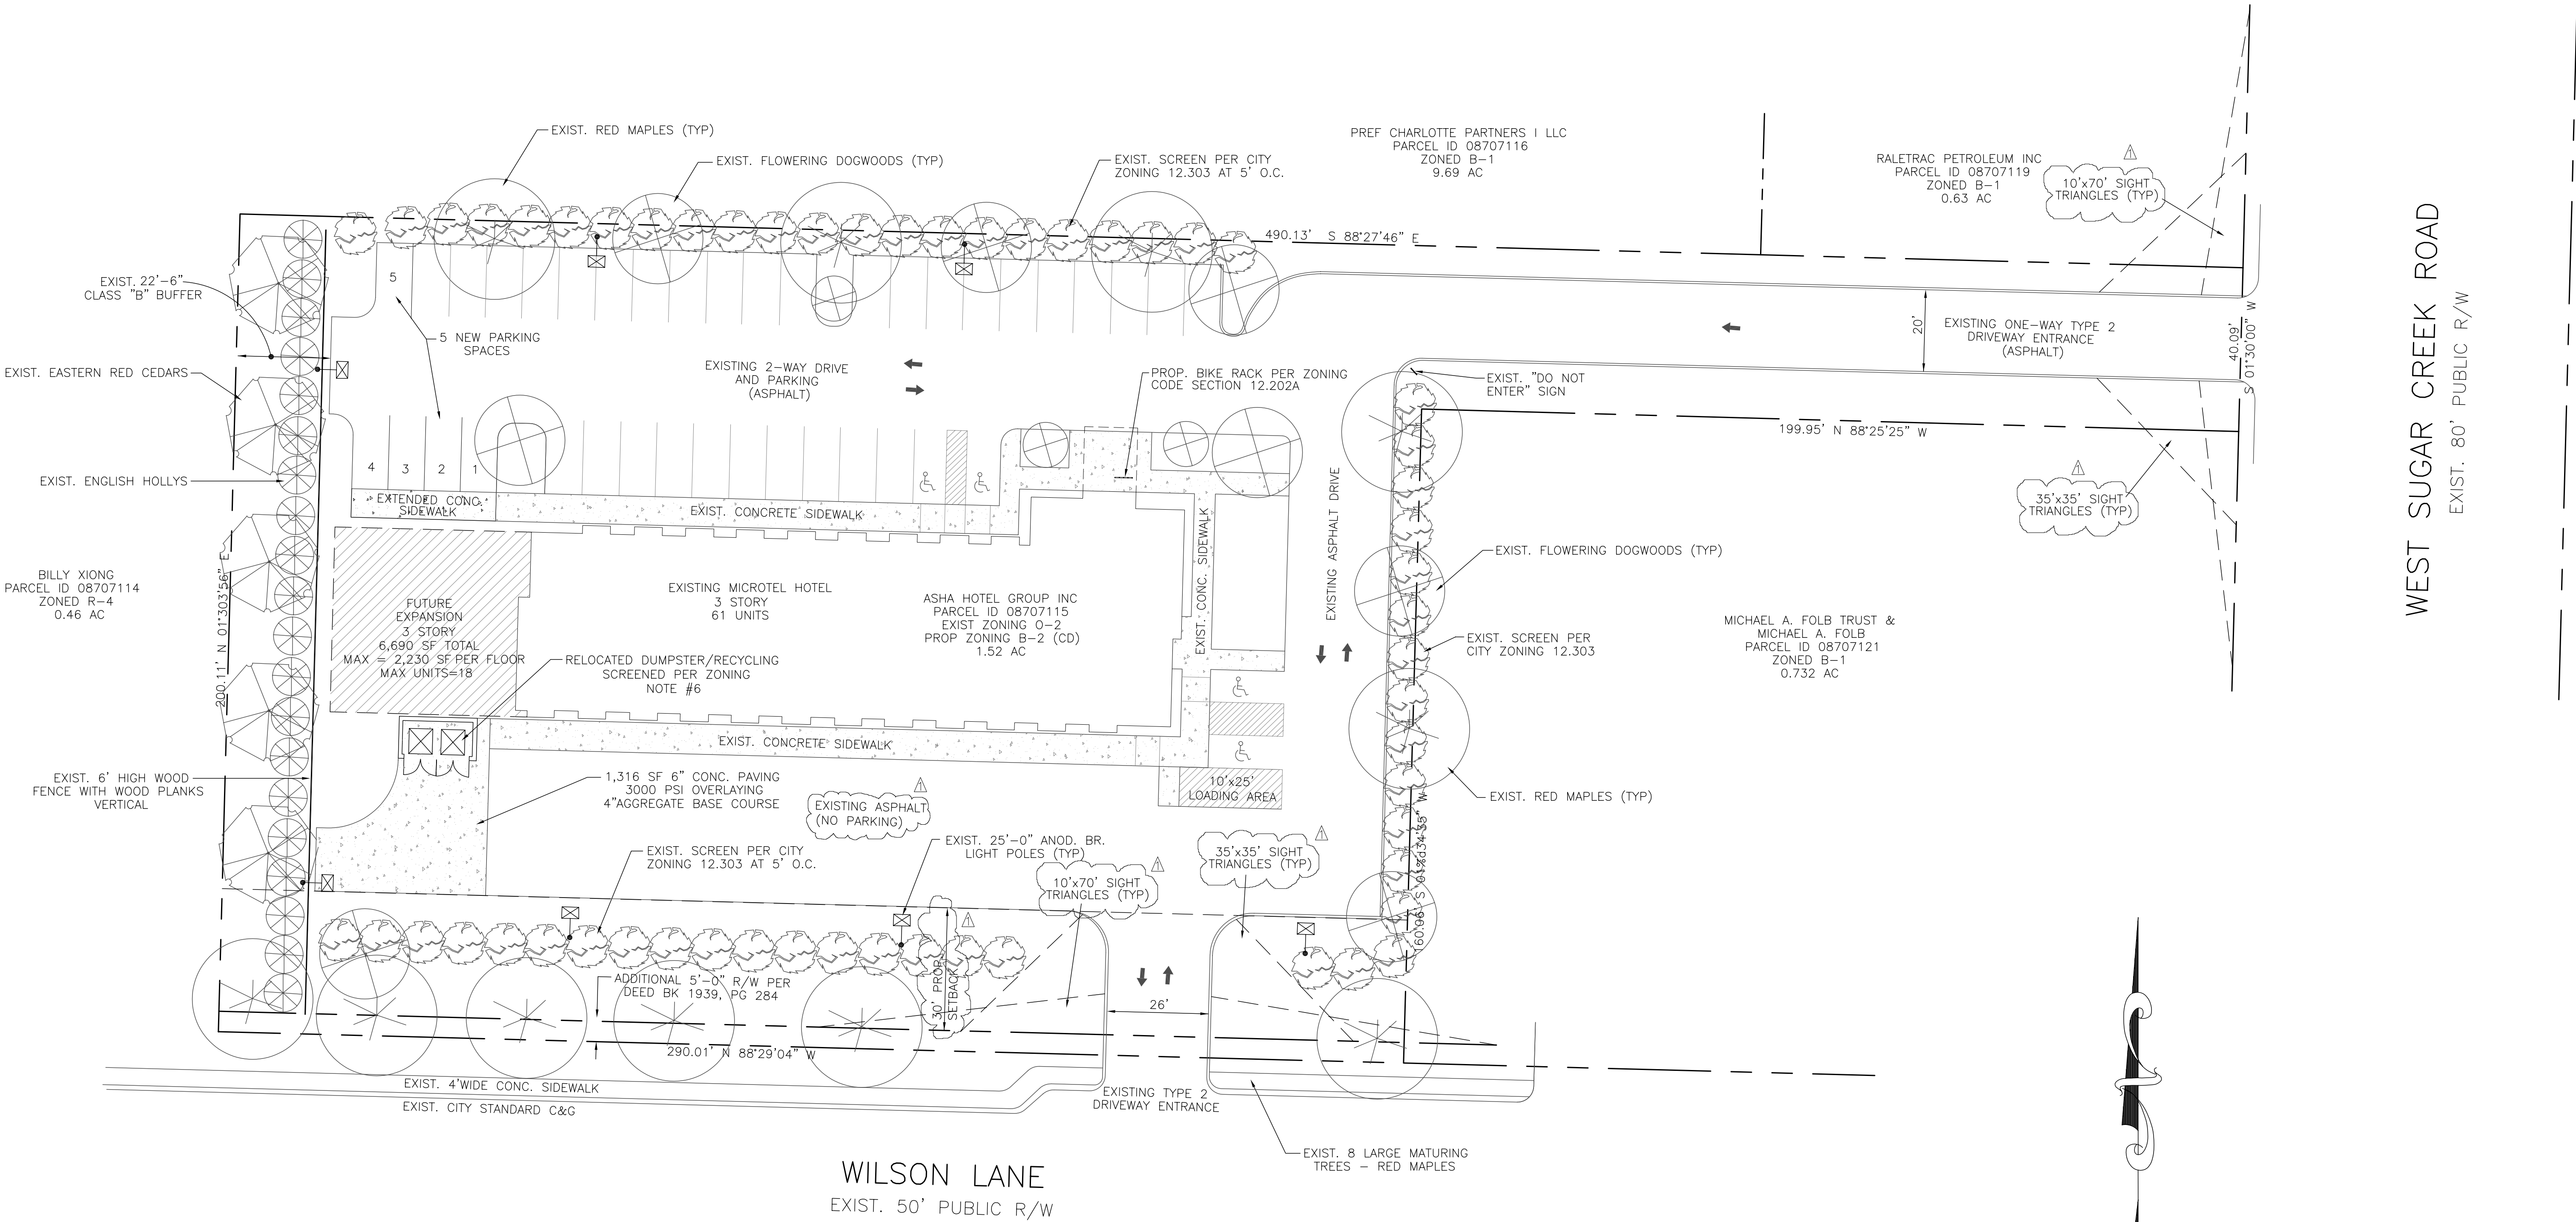 EXIST. RED MAPLES (TYP)
EXIST. FLOWERING DOGWOODS (TYP)
EXIST. SCREEN PER CITY
ZONING 12.303 AT 5' O.C.
PREF CHARLOTTE PARTNERS I LLC
PARCEL ID 08707116
ZONED B-1
9.69 AC
RALETRAC PETROLEUM INC
PARCEL ID 08707119
ZONED B-1
0.63 AC
1
10'x70' SIGHT
TRIANGLES (TYP)
WEST SUGAR CREEK ROAD
EXIST. 80' PUBLIC R/W
490.13' S 88°27'46" E
EXIST. 22'-6"
CLASS "B" BUFFER
5
5 NEW PARKING
SPACES
EXISTING 2-WAY DRIVE
AND PARKING
(ASPHALT)
PROP. BIKE RACK PER ZONING
CODE SECTION 12.202A
EXIST. "DO NOT
ENTER" SIGN
20'
EXISTING ONE-WAY TYPE 2
DRIVEWAY ENTRANCE
(ASPHALT)
40.09'
S 01°30'00" W
199.95' N 88°25'25" W
EXIST. EASTERN RED CEDARS
EXIST. ENGLISH HOLLYS
4 3 2 1
EXTENDED CONC.
SIDEWALK
EXIST. CONCRETE SIDEWALK
EXIST. CONC. SIDEWALK
EXISTING ASPHALT DRIVE
1
35'x35' SIGHT
TRIANGLES (TYP)
EXIST. FLOWERING DOGWOODS (TYP)
BILLY XIONG
PARCEL ID 08707114
ZONED R-4
0.46 AC
200.11' N 01°303'56" E
FUTURE
EXPANSION
3 STORY
6,690 SF TOTAL
MAX = 2,230 SF PER FLOOR
MAX UNITS=18
EXISTING MICROTEL HOTEL
3 STORY
61 UNITS
ASHA HOTEL GROUP INC
PARCEL ID 08707115
EXIST ZONING O-2
PROP ZONING B-2 (CD)
1.52 AC
EXIST. SCREEN PER
CITY ZONING 12.303
MICHAEL A. FOLB TRUST &
MICHAEL A. FOLB
PARCEL ID 08707121
ZONED B-1
0.732 AC
RELOCATED DUMPSTER/RECYCLING
SCREENED PER ZONING
NOTE #6
EXIST. CONCRETE SIDEWALK
EXIST. 6' HIGH WOOD
FENCE WITH WOOD PLANKS
VERTICAL
1,316 SF 6" CONC. PAVING
3000 PSI OVERLAYING
4"AGGREGATE BASE COURSE
1
EXISTING ASPHALT
(NO PARKING)
10'x25'
LOADING AREA
EXIST. RED MAPLES (TYP)
160.06' S 01%d34'35" W
EXIST. SCREEN PER CITY
ZONING 12.303 AT 5' O.C.
EXIST. 25'-0" ANOD. BR.
LIGHT POLES (TYP)
1
10'x70' SIGHT
TRIANGLES (TYP)
1
35'x35' SIGHT
TRIANGLES (TYP)
1
30' PROP.
SETBACK
ADDITIONAL 5'-0" R/W PER
DEED BK 1939, PG 284
26'
290.01' N 88°29'04" W
EXIST. 4'WIDE CONC. SIDEWALK
EXIST. CITY STANDARD C&G
EXISTING TYPE 2
DRIVEWAY ENTRANCE
EXIST. 8 LARGE MATURING
TREES - RED MAPLES
WILSON LANE
EXIST. 50' PUBLIC R/W